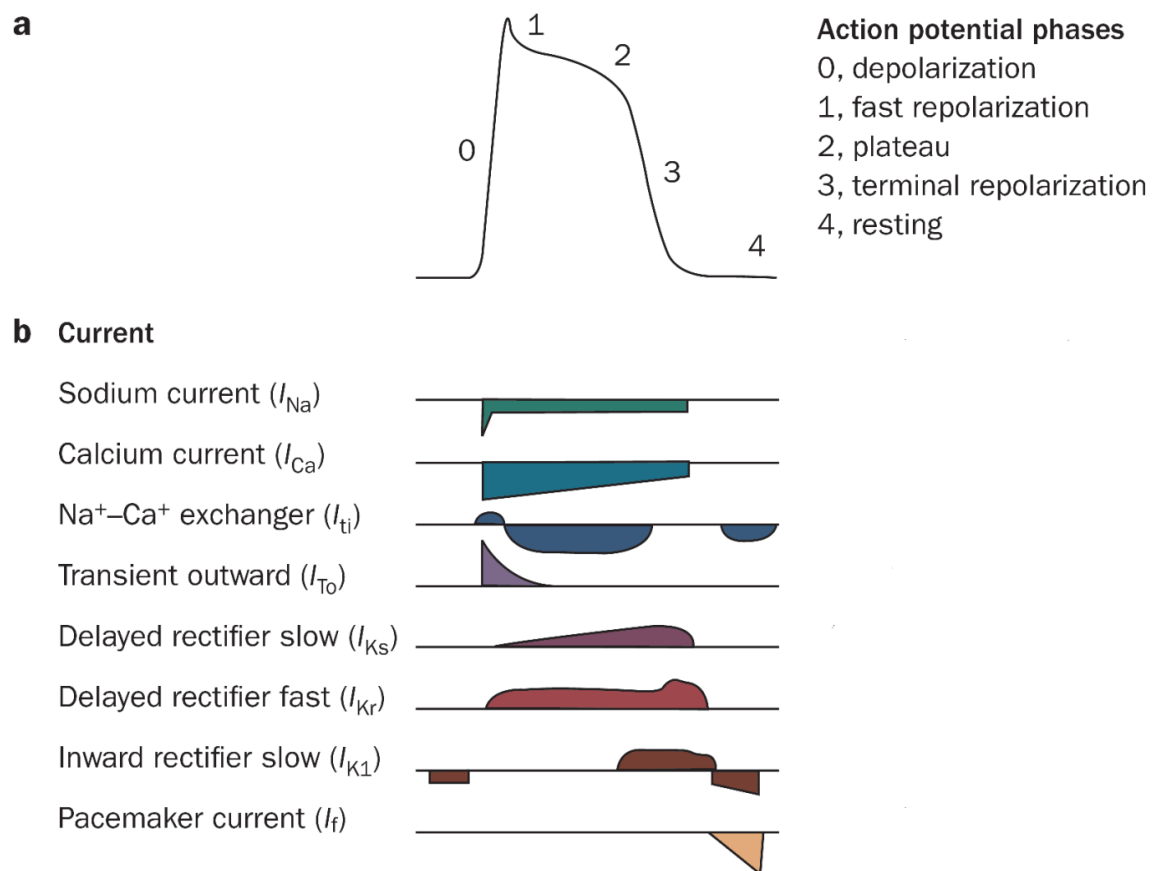 a
1
2
0
3
4
Action potential phases
0, depolarization
1, fast repolarization
2, plateau
3, terminal repolarization
4, resting
b Current
Sodium current (I_Na)
Calcium current (I_Ca)
Na⁺–Ca⁺ exchanger (I_ti)
Transient outward (I_To)
Delayed rectifier slow (I_Ks)
Delayed rectifier fast (I_Kr)
Inward rectifier slow (I_K1)
Pacemaker current (I_f)